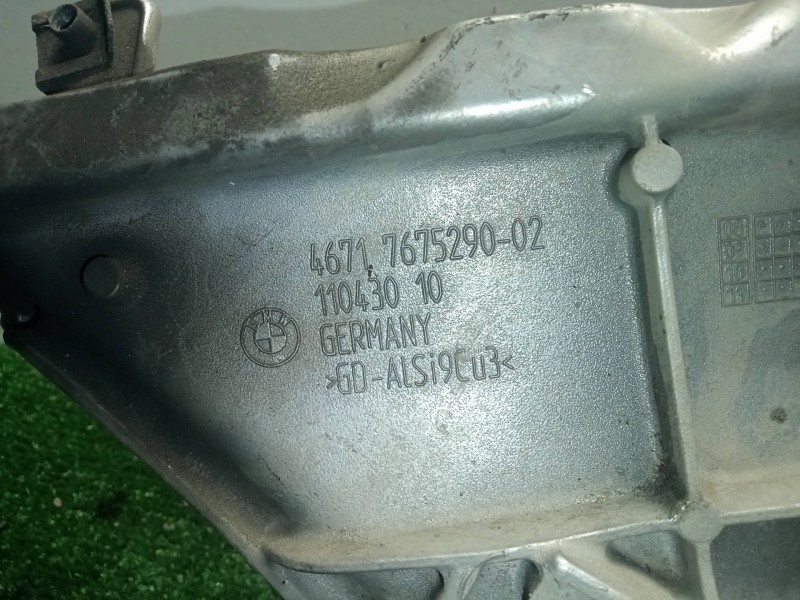 4671 7675290-02
110430 10
GERMANY
>GD-ALSi9Cu3<